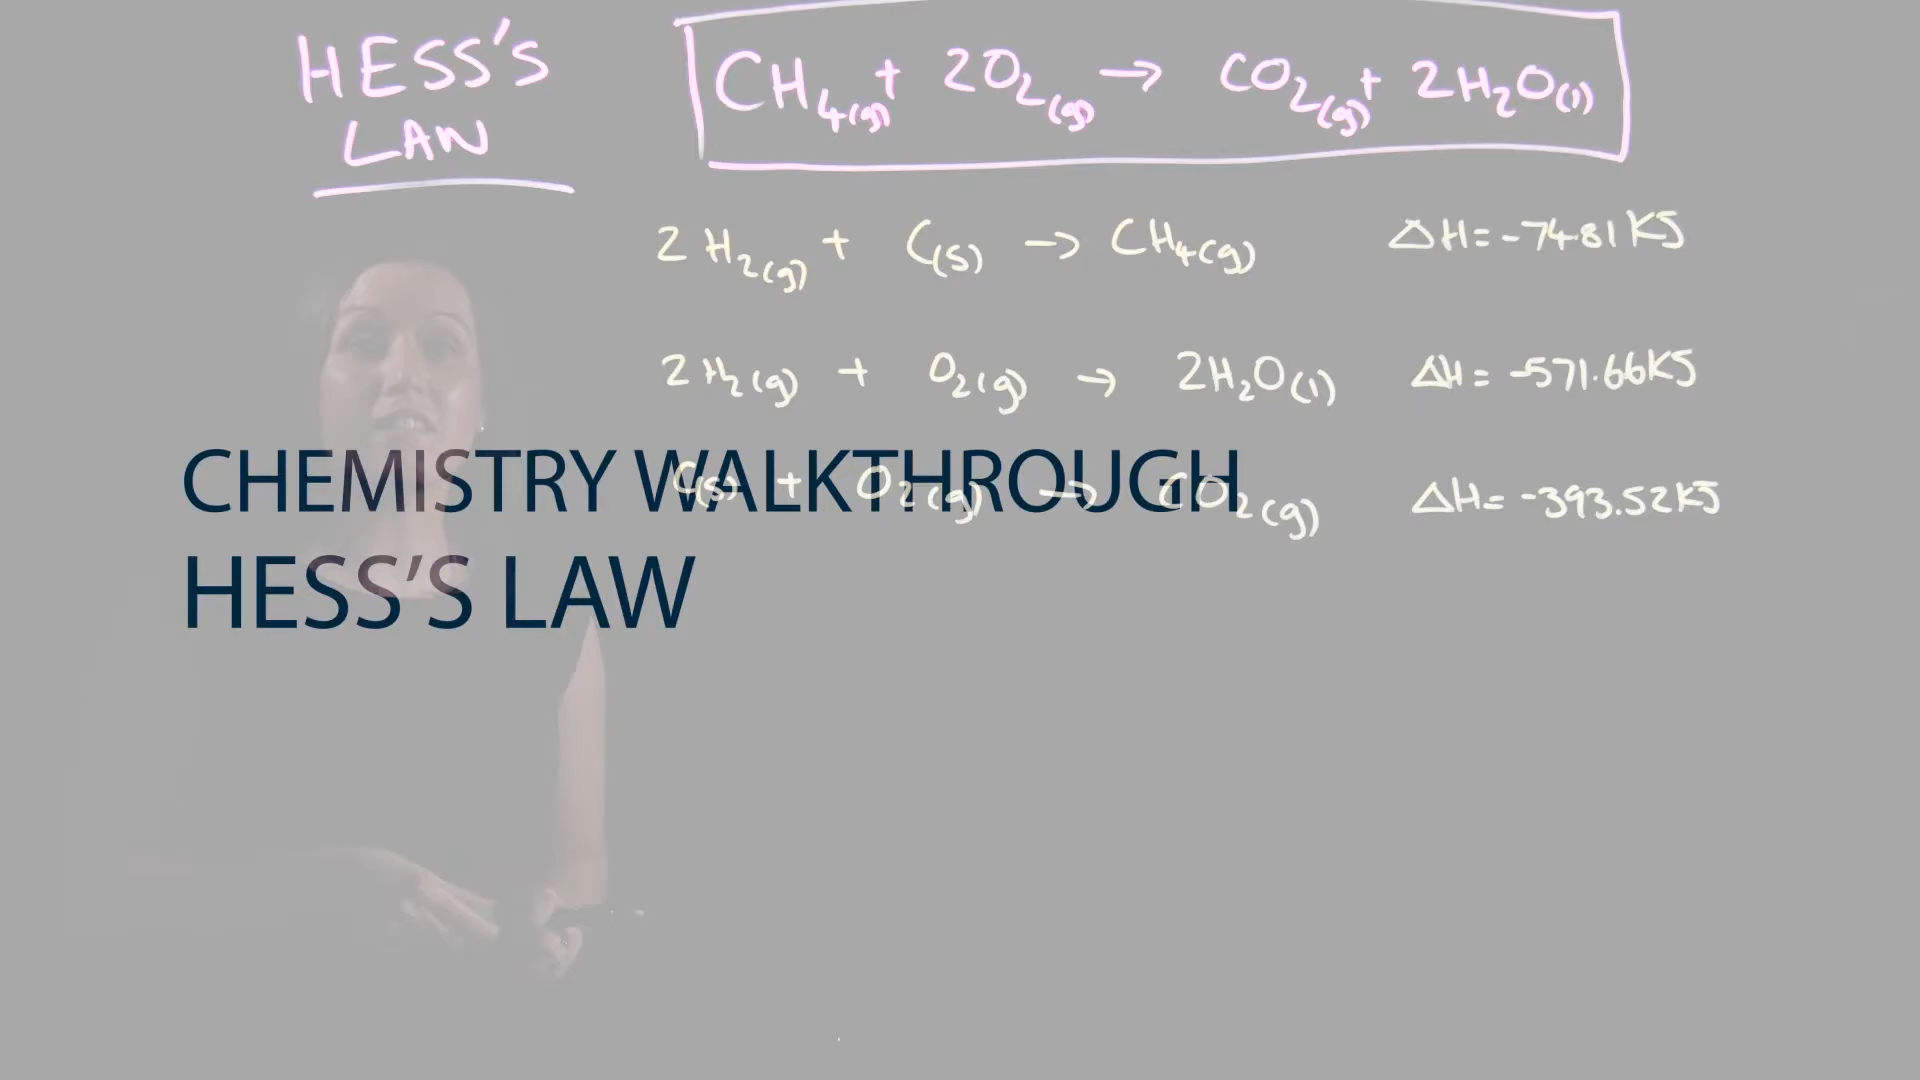 HESS'S
LAW
CH₄(g) + 2O₂(g) → CO₂(g) + 2H₂O(l)
2H₂(g) + C(s) → CH₄(g) ΔH = -74.81KJ
2H₂(g) + O₂(g) → 2H₂O(l) ΔH = -571.66KJ
C(s) + O₂(g) → CO₂(g) ΔH = -393.52KJ
CHEMISTRY WALKTHROUGH
HESS'S LAW